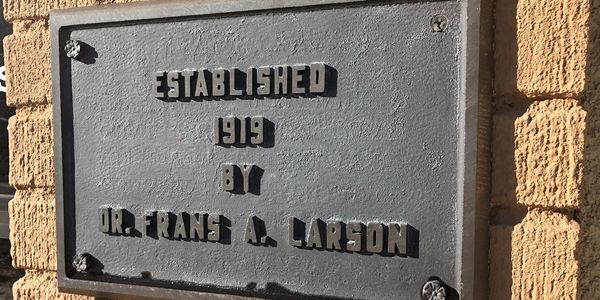 ESTABLISHED
1919
BY
DR. FRANS A. LARSON